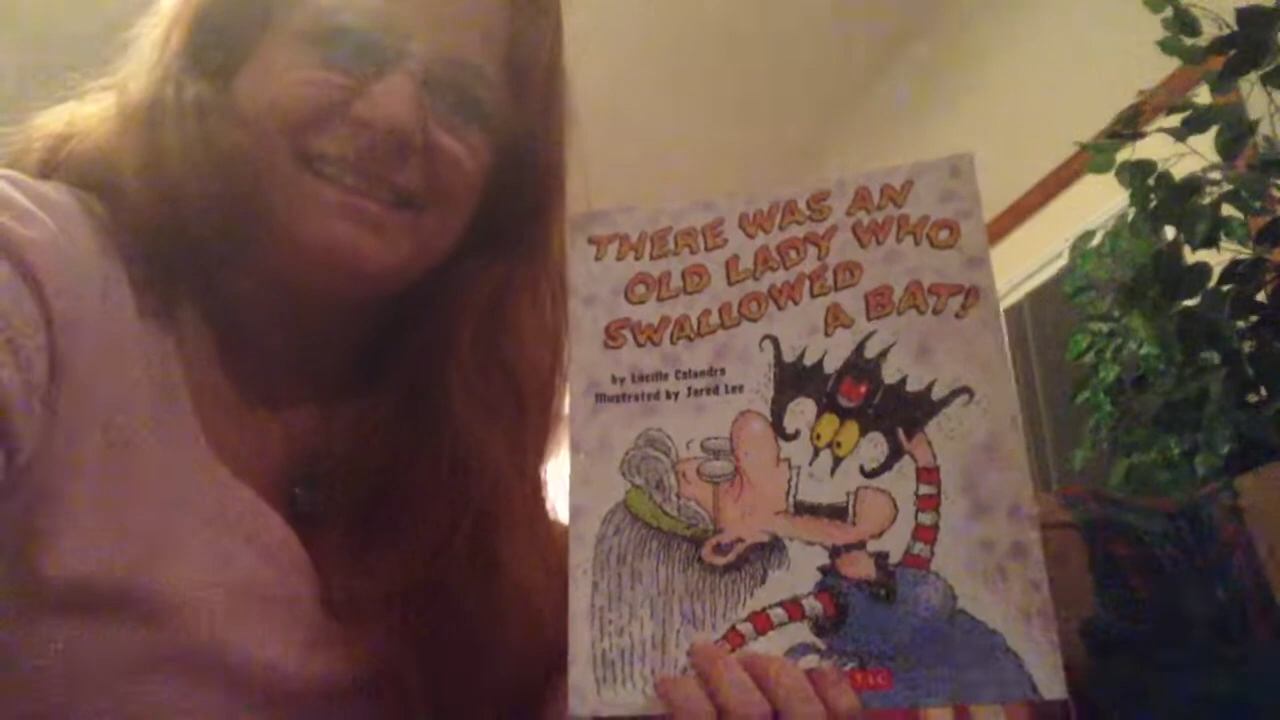 THERE WAS AN
OLD LADY WHO
SWALLOWED
A BAT!
by Lucille Colandro
Illustrated by Jared Lee